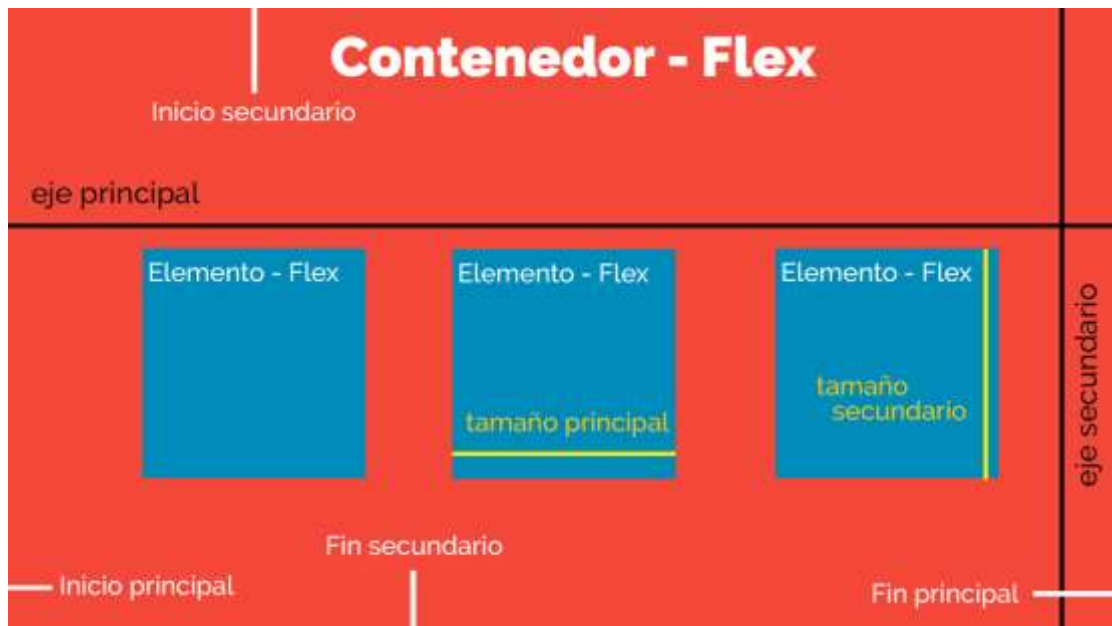 Contenedor - Flex
Inicio secundario
eje principal
Elemento - Flex
Elemento - Flex
Elemento - Flex
tamaño principal
tamaño
secundario
eje secundario
Fin secundario
Inicio principal
Fin principal